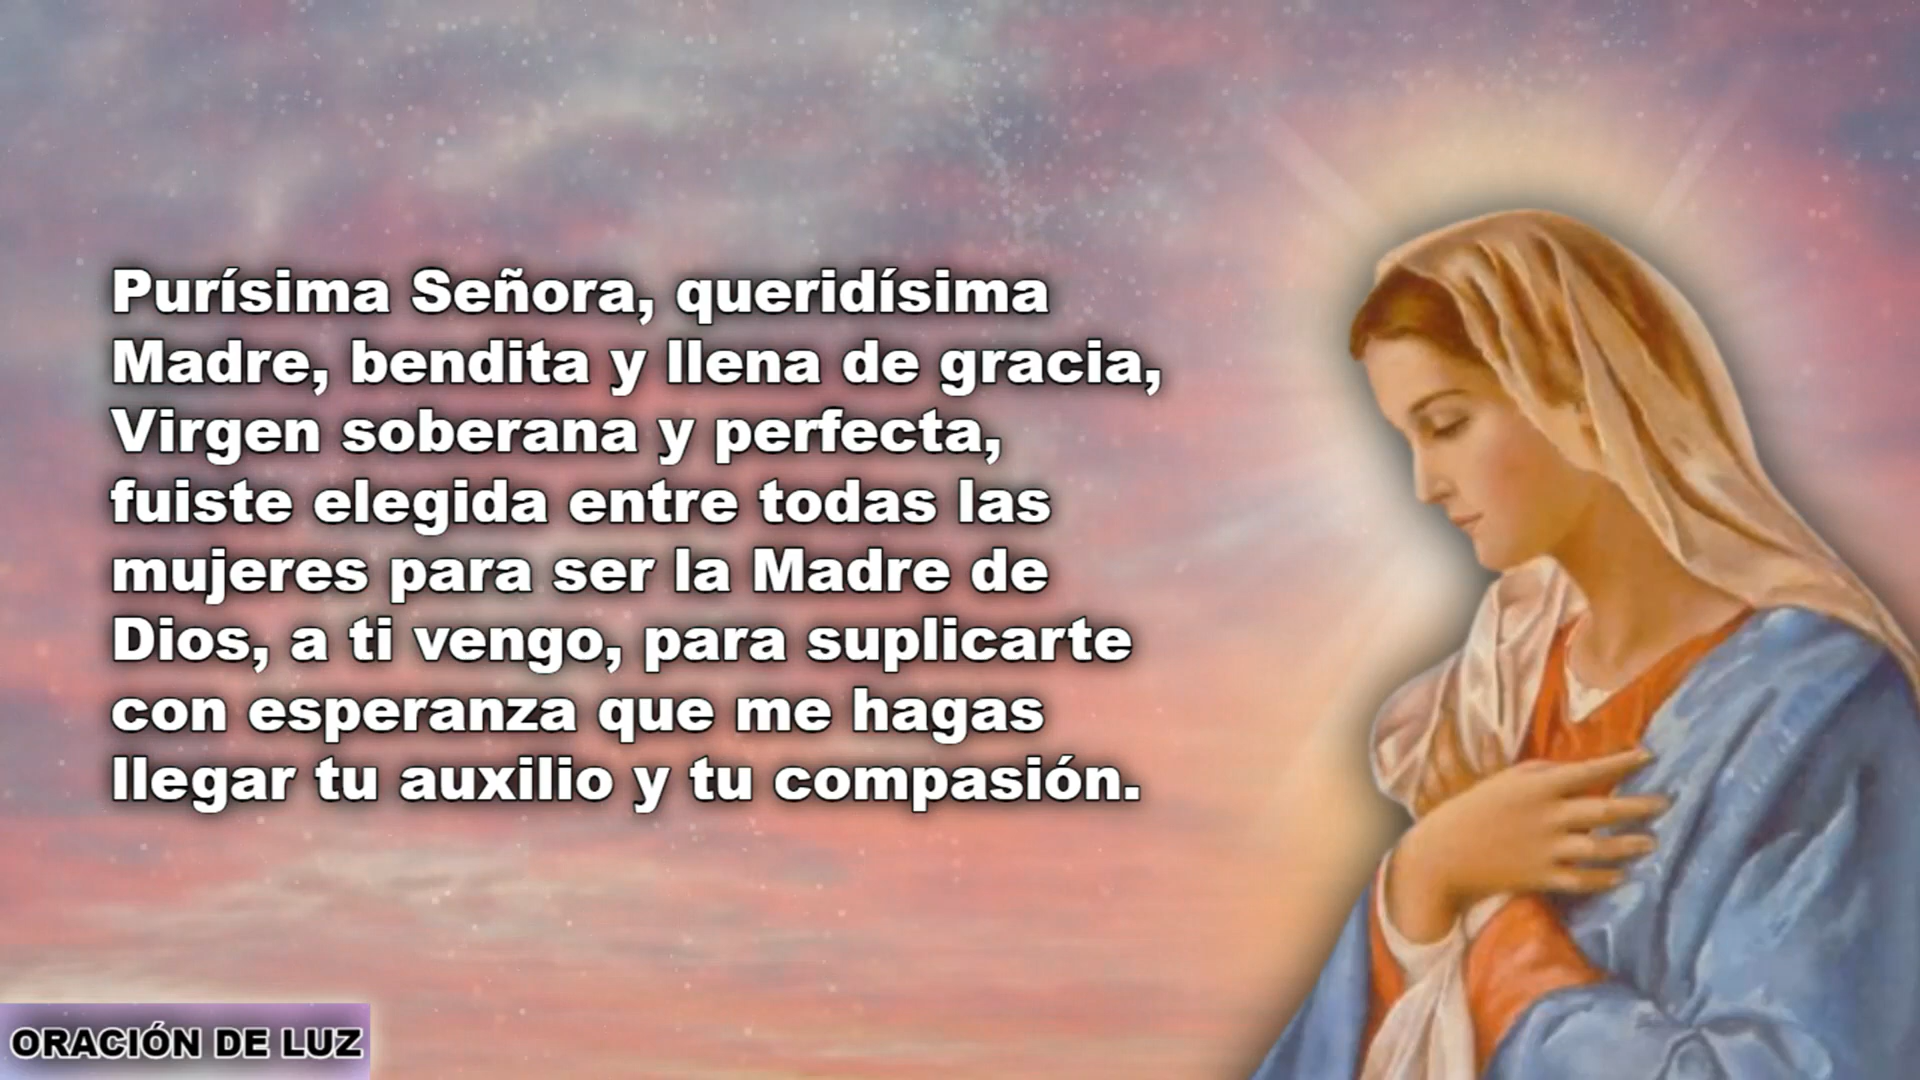 Purísima Señora, queridísima
Madre, bendita y llena de gracia,
Virgen soberana y perfecta,
fuiste elegida entre todas las
mujeres para ser la Madre de
Dios, a ti vengo, para suplicarte
con esperanza que me hagas
llegar tu auxilio y tu compasión.
ORACIÓN DE LUZ